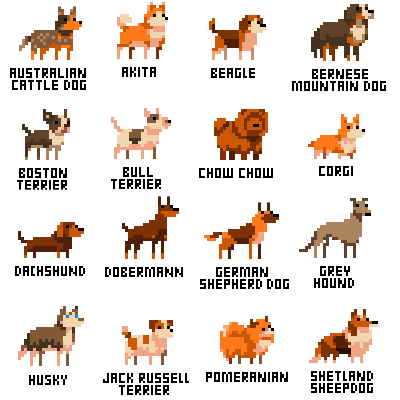 AUSTRALIAN
CATTLE DOG
AKITA
BEAGLE
BERNESE
MOUNTAIN DOG
BOSTON
TERRIER
BULL
TERRIER
CHOW CHOW
CORGI
DACHSHUND
DOBERMANN
GERMAN
SHEPHERD DOG
GREY
HOUND
HUSKY
JACK RUSSELL
TERRIER
POMERANIAN
SHETLAND
SHEEPDOG